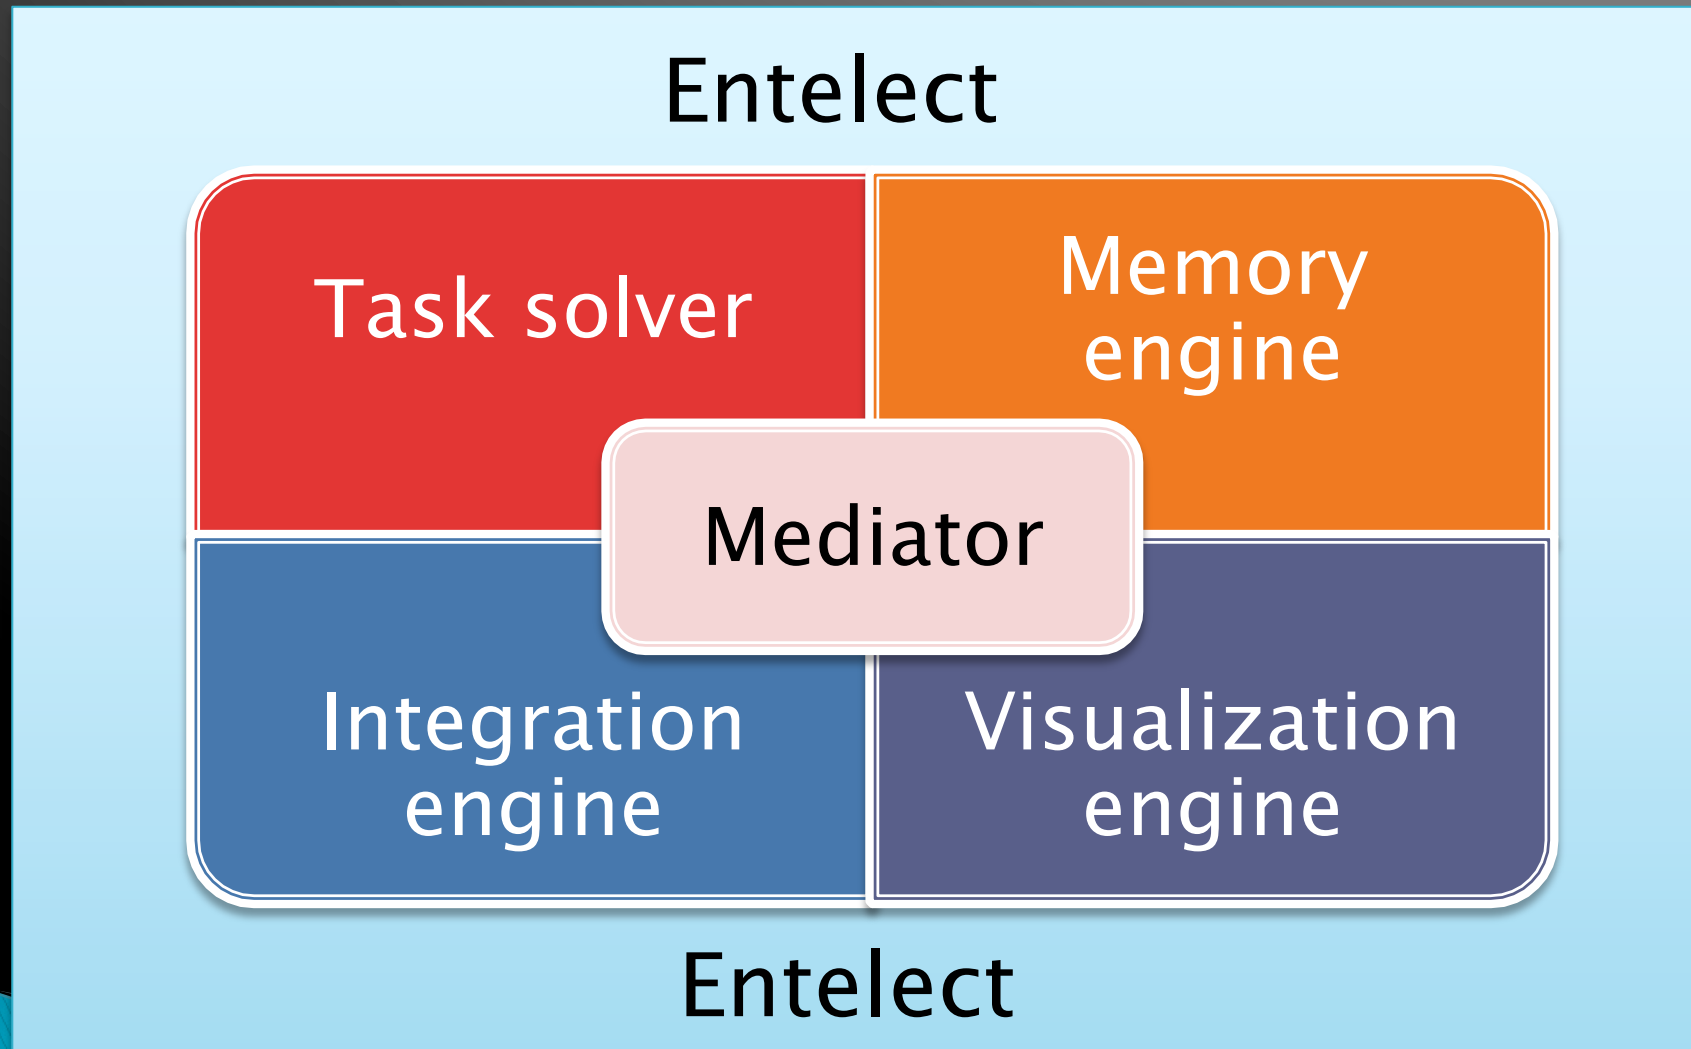 Entelect
Task solver
Memory
engine
Mediator
Integration
engine
Visualization
engine
Entelect